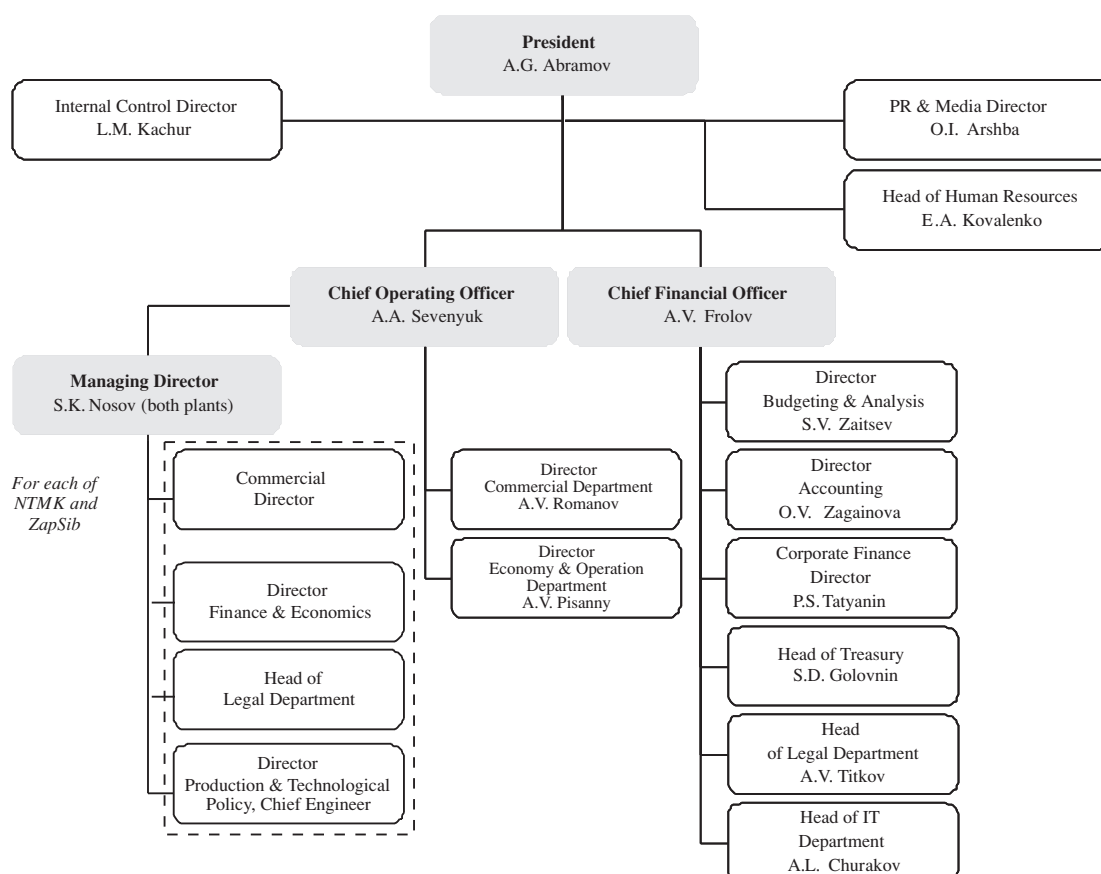 President
A.G. Abramov
Internal Control Director
L.M. Kachur
PR & Media Director
O.I. Arshba
Head of Human Resources
E.A. Kovalenko
Chief Operating Officer
A.A. Sevenyuk
Chief Financial Officer
A.V. Frolov
Managing Director
S.K. Nosov (both plants)
For each of
NTMK and
ZapSib
Commercial
Director
Director
Finance & Economics
Head of
Legal Department
Director
Production & Technological
Policy, Chief Engineer
Director
Commercial Department
A.V. Romanov
Director
Economy & Operation
Department
A.V. Pisanny
Director
Budgeting & Analysis
S.V. Zaitsev
Director
Accounting
O.V. Zagainova
Corporate Finance
Director
P.S. Tatyanin
Head of Treasury
S.D. Golovnin
Head
of Legal Department
A.V. Titkov
Head of IT
Department
A.L. Churakov